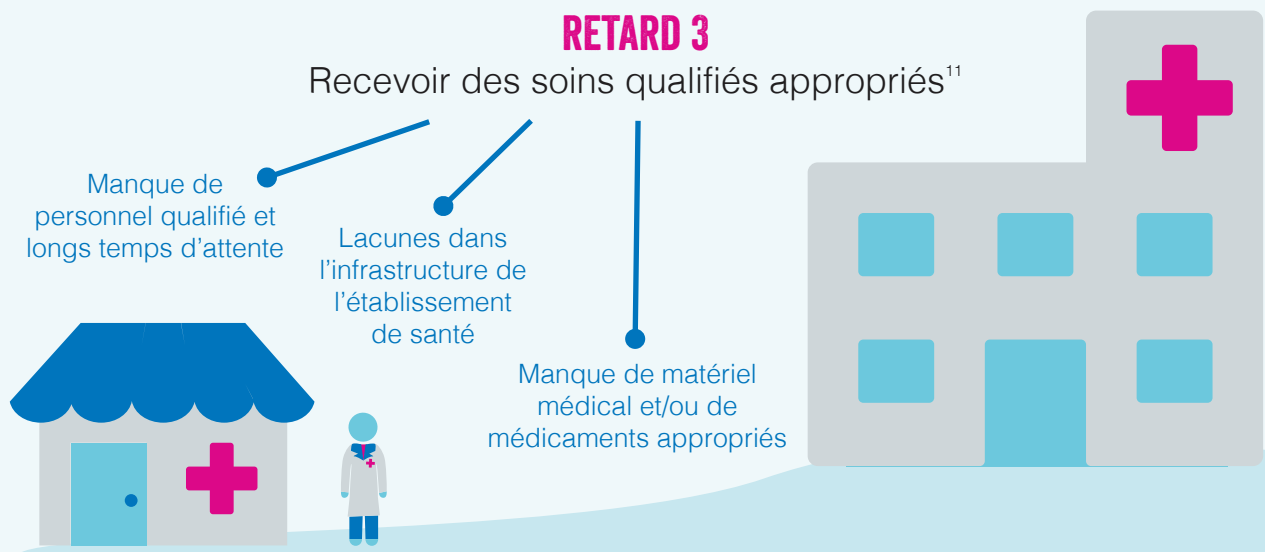 RETARD 3
Recevoir des soins qualifiés appropriés¹¹
Manque de
personnel qualifié et
longs temps d'attente
Lacunes dans
l'infrastructure de
l'établissement
de santé
Manque de matériel
médical et/ou de
médicaments appropriés